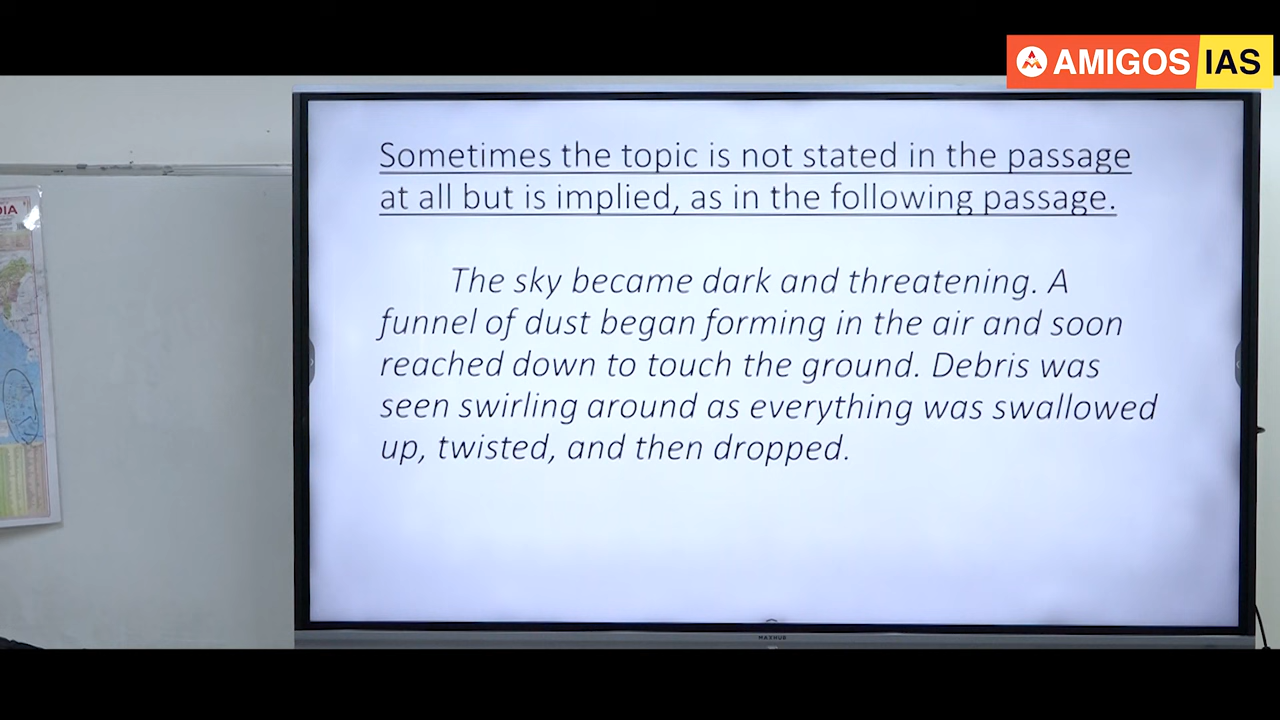 AMIGOS IAS
Sometimes the topic is not stated in the passage
at all but is implied, as in the following passage.
The sky became dark and threatening. A
funnel of dust began forming in the air and soon
reached down to touch the ground. Debris was
seen swirling around as everything was swallowed
up, twisted, and then dropped.
MAXHUB